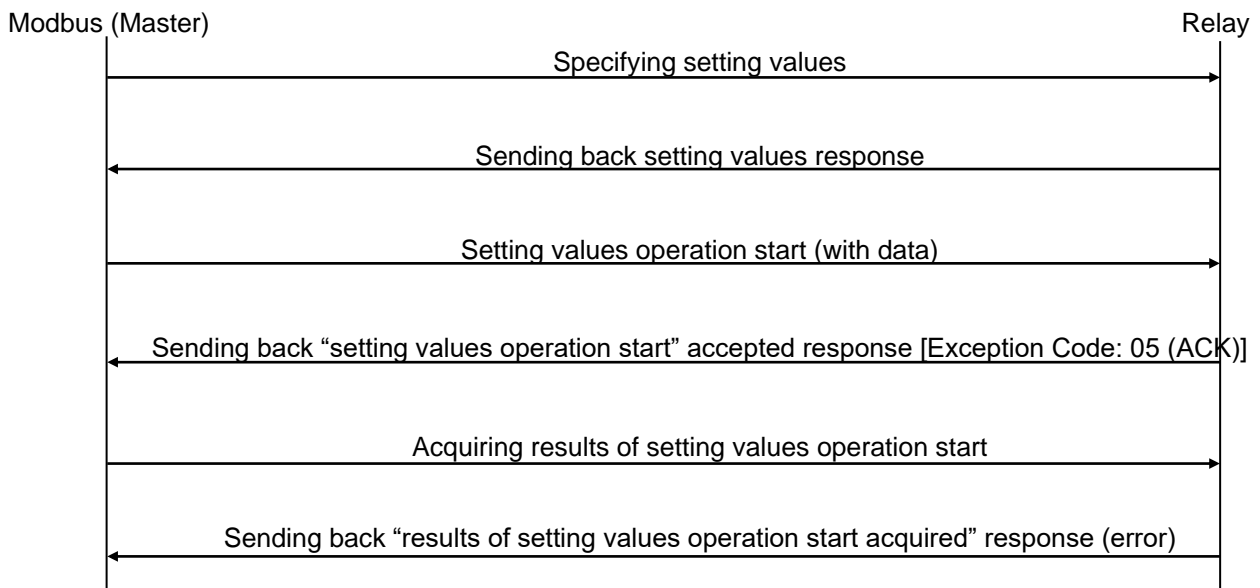 Modbus (Master)
Relay
Specifying setting values
Sending back setting values response
Setting values operation start (with data)
Sending back “setting values operation start” accepted response [Exception Code: 05 (ACK)]
Acquiring results of setting values operation start
Sending back “results of setting values operation start acquired” response (error)